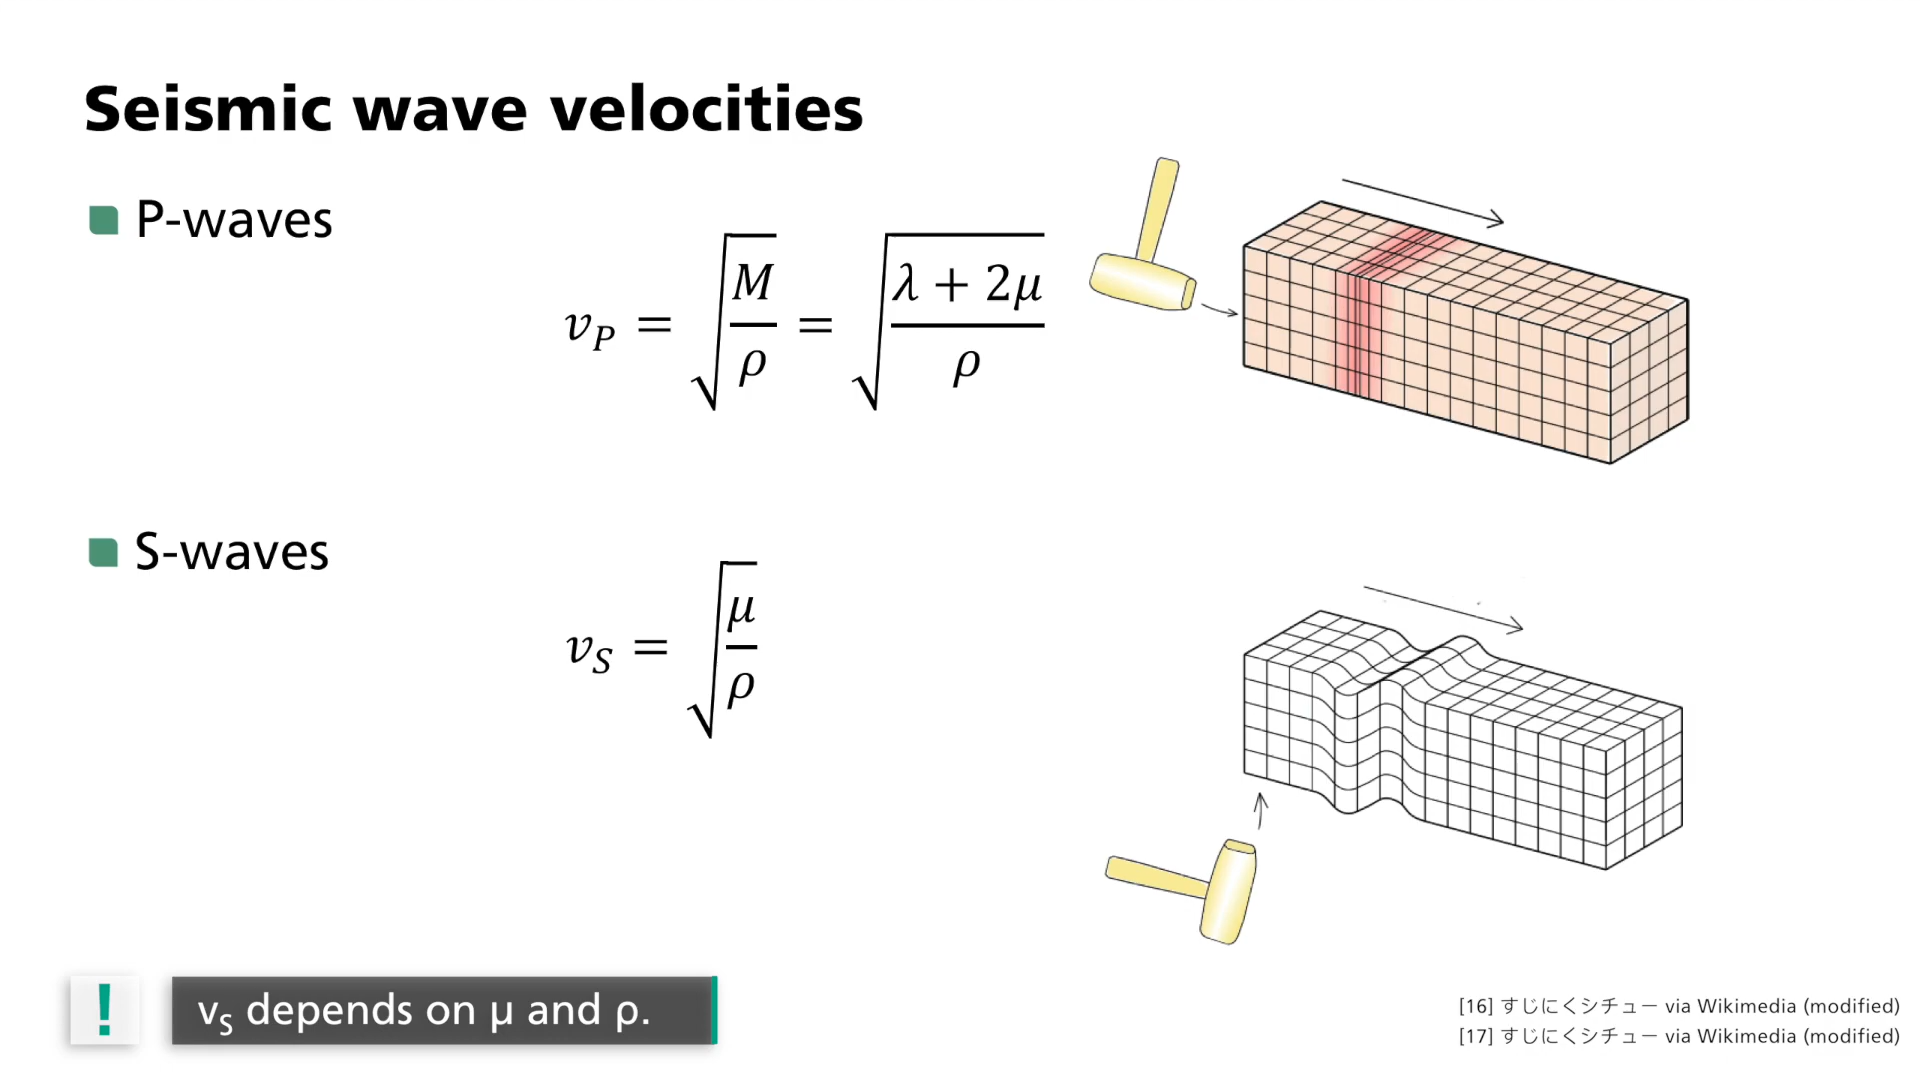 Seismic wave velocities
P-waves
v_P = √(M/ρ) = √((λ + 2μ)/ρ)
S-waves
v_S = √(μ/ρ)
! v_S depends on μ and ρ.
[16] すじにくシチュー via Wikimedia (modified)
[17] すじにくシチュー via Wikimedia (modified)